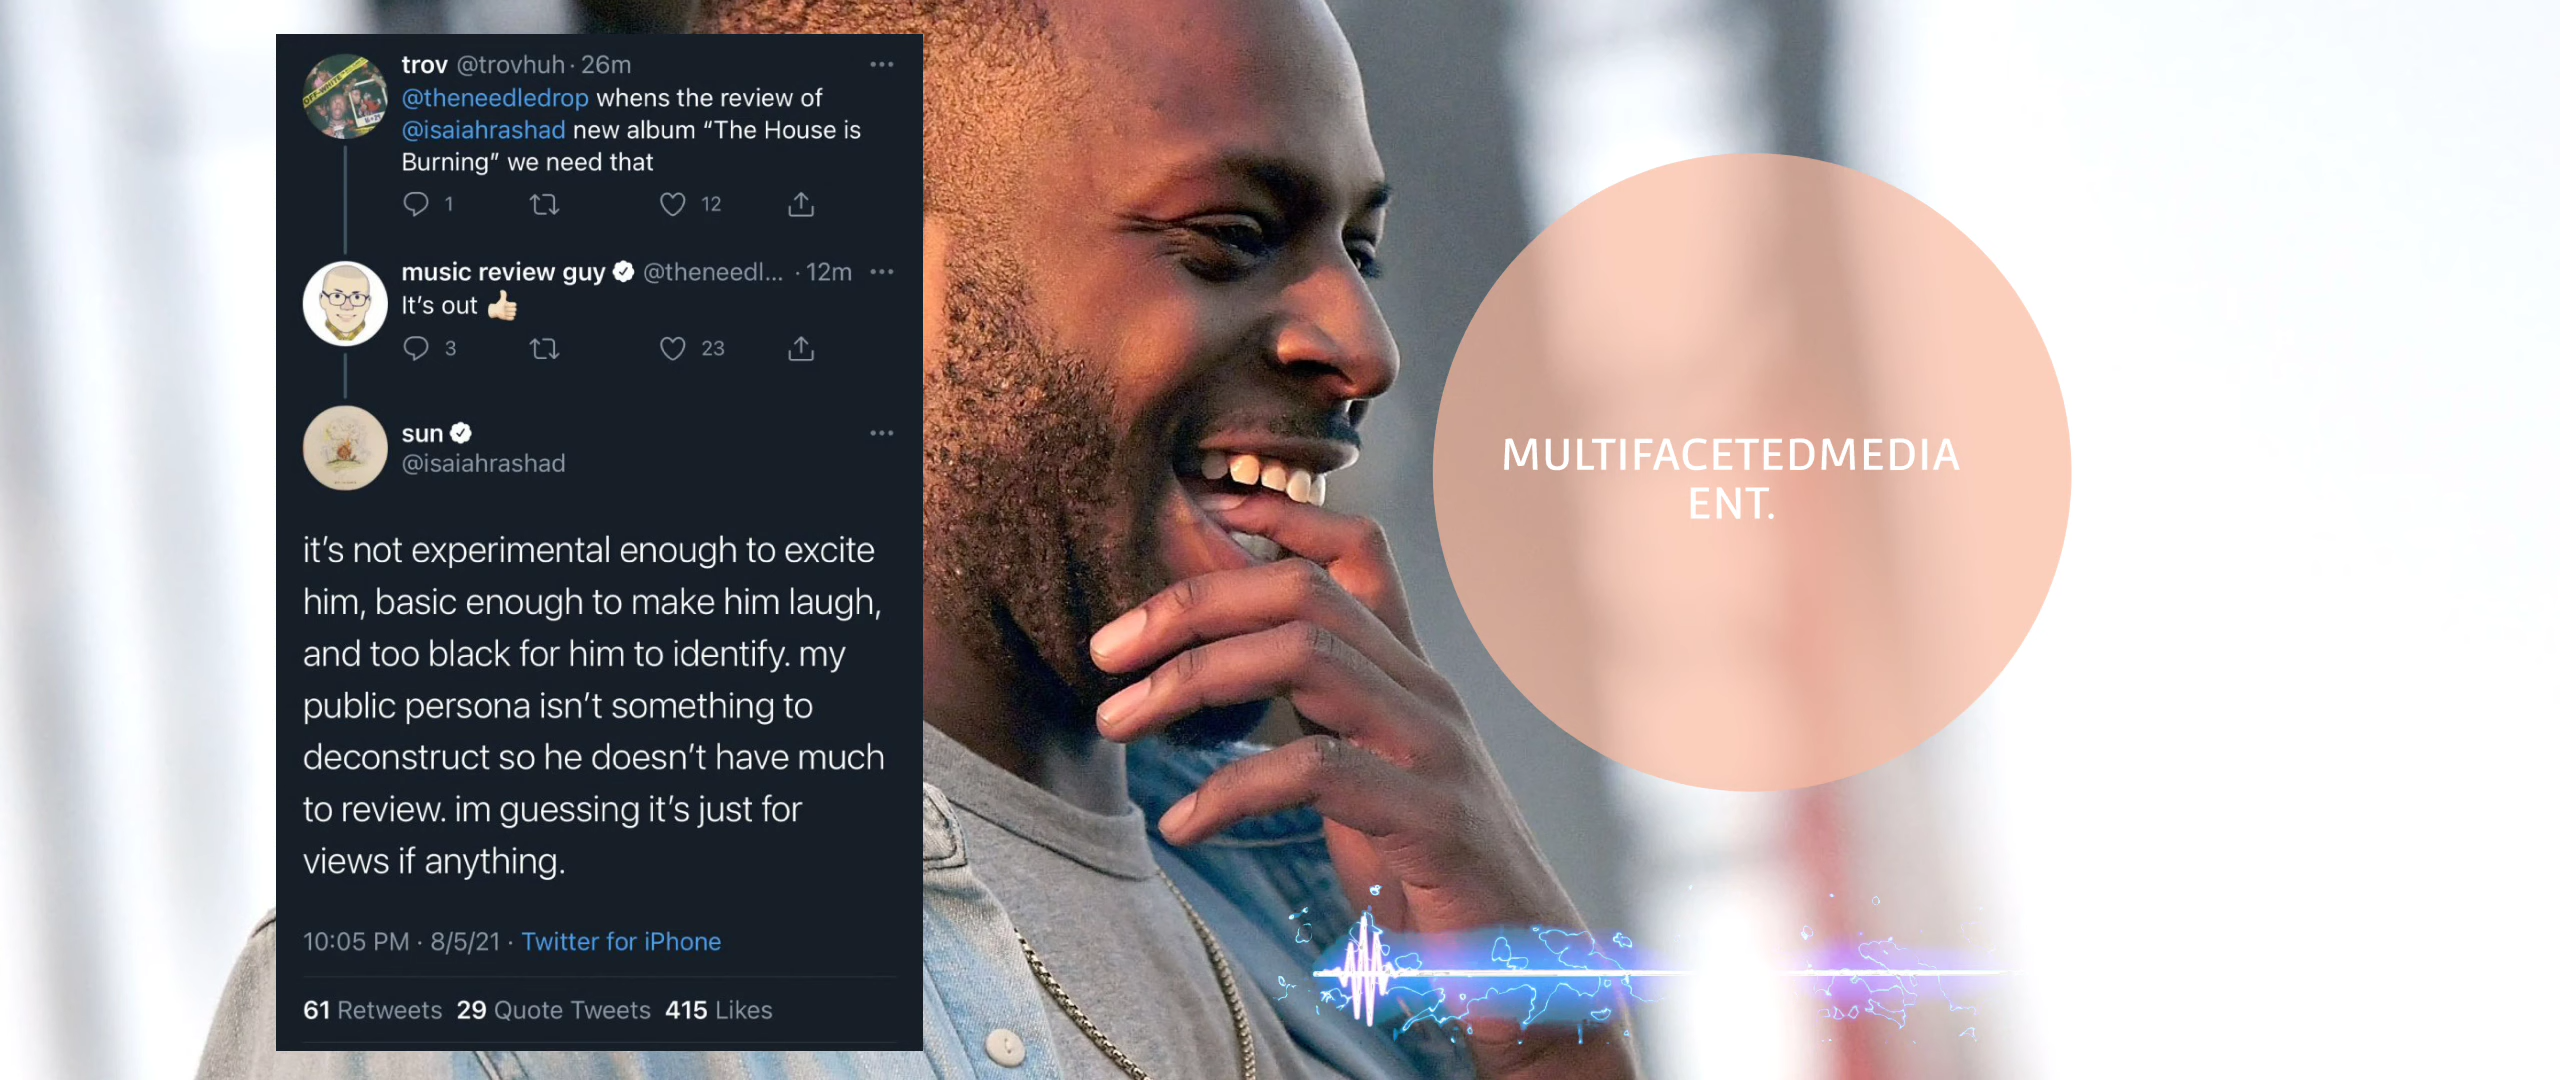 trov @trovhuh · 26m
@theneedledrop whens the review of
@isaiahrashad new album “The House is
Burning” we need that
1 12
music review guy @theneedl... · 12m
It’s out 👍🏻
3 23
sun
@isaiahrashad
it’s not experimental enough to excite
him, basic enough to make him laugh,
and too black for him to identify. my
public persona isn’t something to
deconstruct so he doesn’t have much
to review. im guessing it’s just for
views if anything.
10:05 PM · 8/5/21 · Twitter for iPhone
61 Retweets 29 Quote Tweets 415 Likes
MULTIFACETEDMEDIA
ENT.